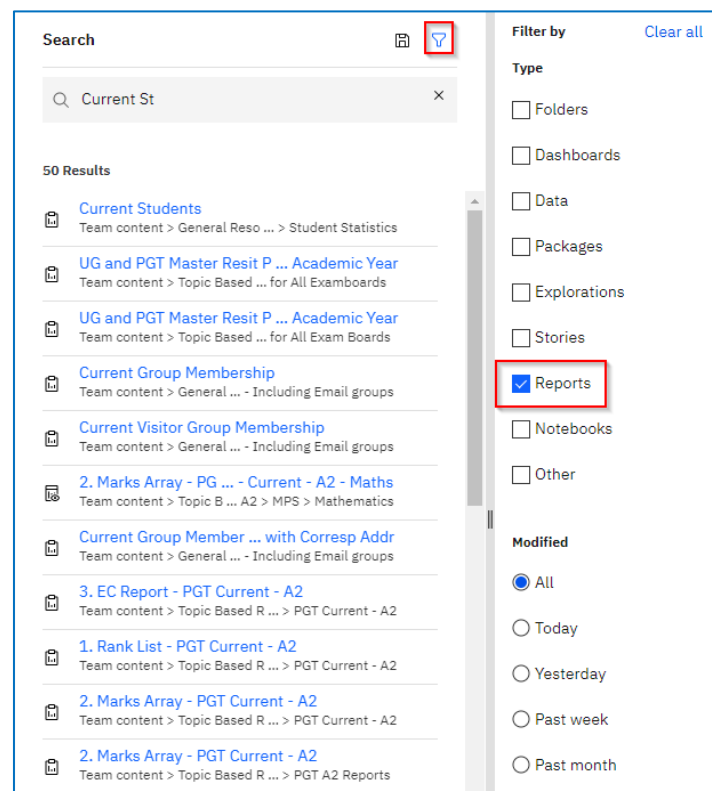 Search
Current St
50 Results
Current Students
Team content > General Reso ... > Student Statistics
UG and PGT Master Resit P ... Academic Year
Team content > Topic Based ... for All Examboards
UG and PGT Master Resit P ... Academic Year
Team content > Topic Based ... for All Exam Boards
Current Group Membership
Team content > General ... - Including Email groups
Current Visitor Group Membership
Team content > General ... - Including Email groups
2. Marks Array - PG ... - Current - A2 - Maths
Team content > Topic B ... A2 > MPS > Mathematics
Current Group Member ... with Corresp Addr
Team content > General ... - Including Email groups
3. EC Report - PGT Current - A2
Team content > Topic Based R ... > PGT Current - A2
1. Rank List - PGT Current - A2
Team content > Topic Based R ... > PGT Current - A2
2. Marks Array - PGT Current - A2
Team content > Topic Based R ... > PGT Current - A2
2. Marks Array - PGT Current - A2
Team content > Topic Based R ... > PGT A2 Reports
Filter by Clear all
Type
Folders
Dashboards
Data
Packages
Explorations
Stories
Reports
Notebooks
Other
Modified
All
Today
Yesterday
Past week
Past month